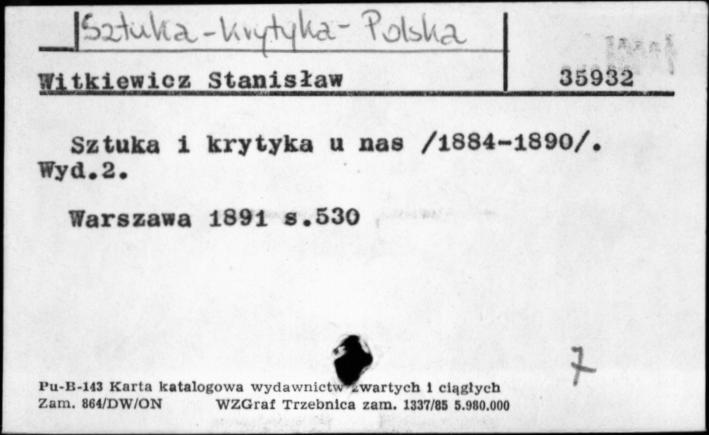 Sztuka - krytyka - Polska
Witkiewicz Stanisław 35932
Sztuka i krytyka u nas /1884-1890/.
Wyd.2.
Warszawa 1891 s.530
7
Pu-B-143 Karta katalogowa wydawnictw zwartych i ciągłych
Zam. 864/DW/ON WZGraf Trzebnica zam. 1337/85 5.980.000